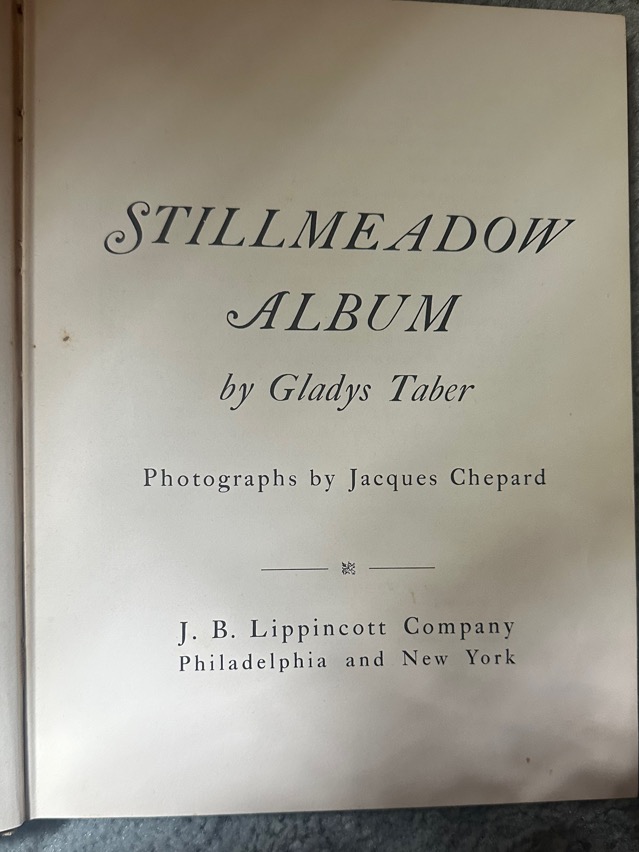 STILLMEADOW
ALBUM
by Gladys Taber
Photographs by Jacques Chepard
J. B. Lippincott Company
Philadelphia and New York